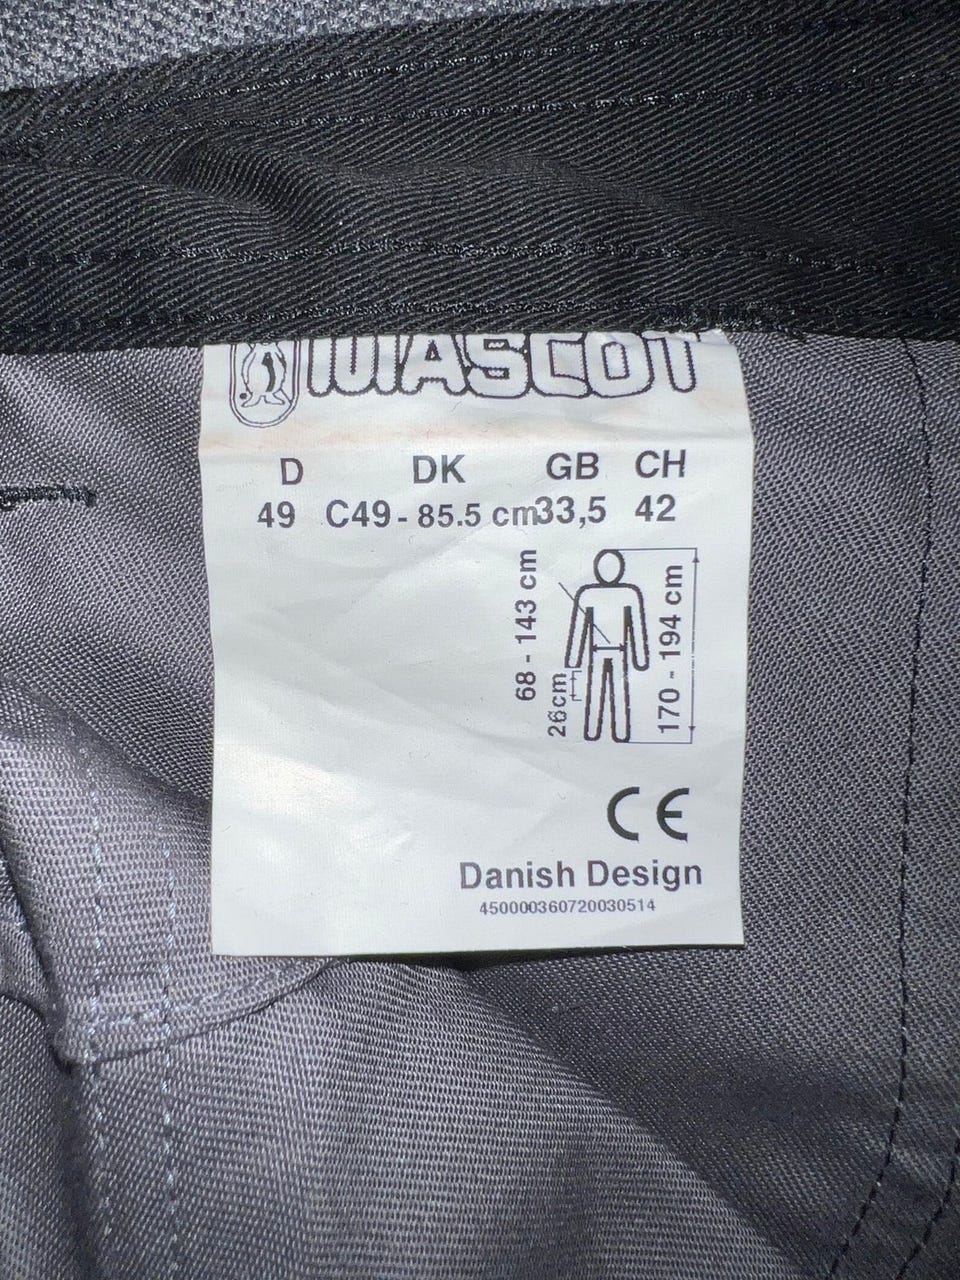 MASCOT
D DK GB CH
49 C49 - 85.5 cm 33,5 42
68 - 143 cm
26cm
170 - 194 cm
CE
Danish Design
450000360720030514